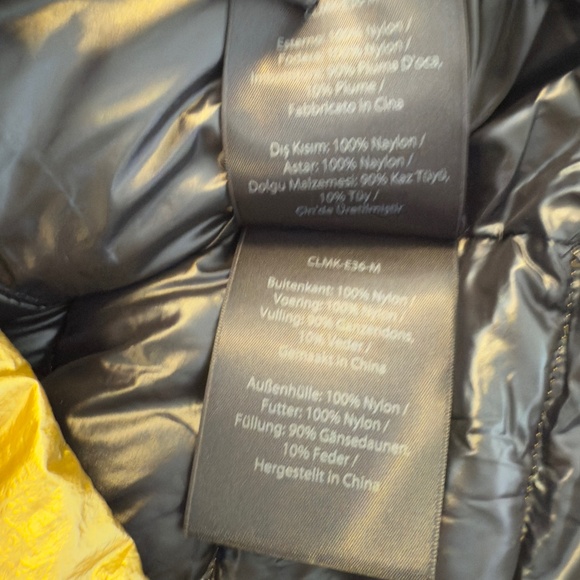 Esterno: 100% Nylon /
Fodera: 100% Nylon /
90% Piume D'oca,
10% Piume /
Fabbricato in Cina
Dış Kısım: 100% Naylon /
Astar: 100% Naylon /
Dolgu Malzemesi: 90% Kaz Tüyü,
10% Tüy /
Çin'de Üretilmiştir
CLMK-E36-M
Buitenkant: 100% Nylon /
Voering: 100% Nylon /
Vulling: 90% Ganzendons,
10% Veder /
Gemaakt in China
Außenhülle: 100% Nylon /
Futter: 100% Nylon /
Füllung: 90% Gänsedaunen,
10% Feder /
Hergestellt in China